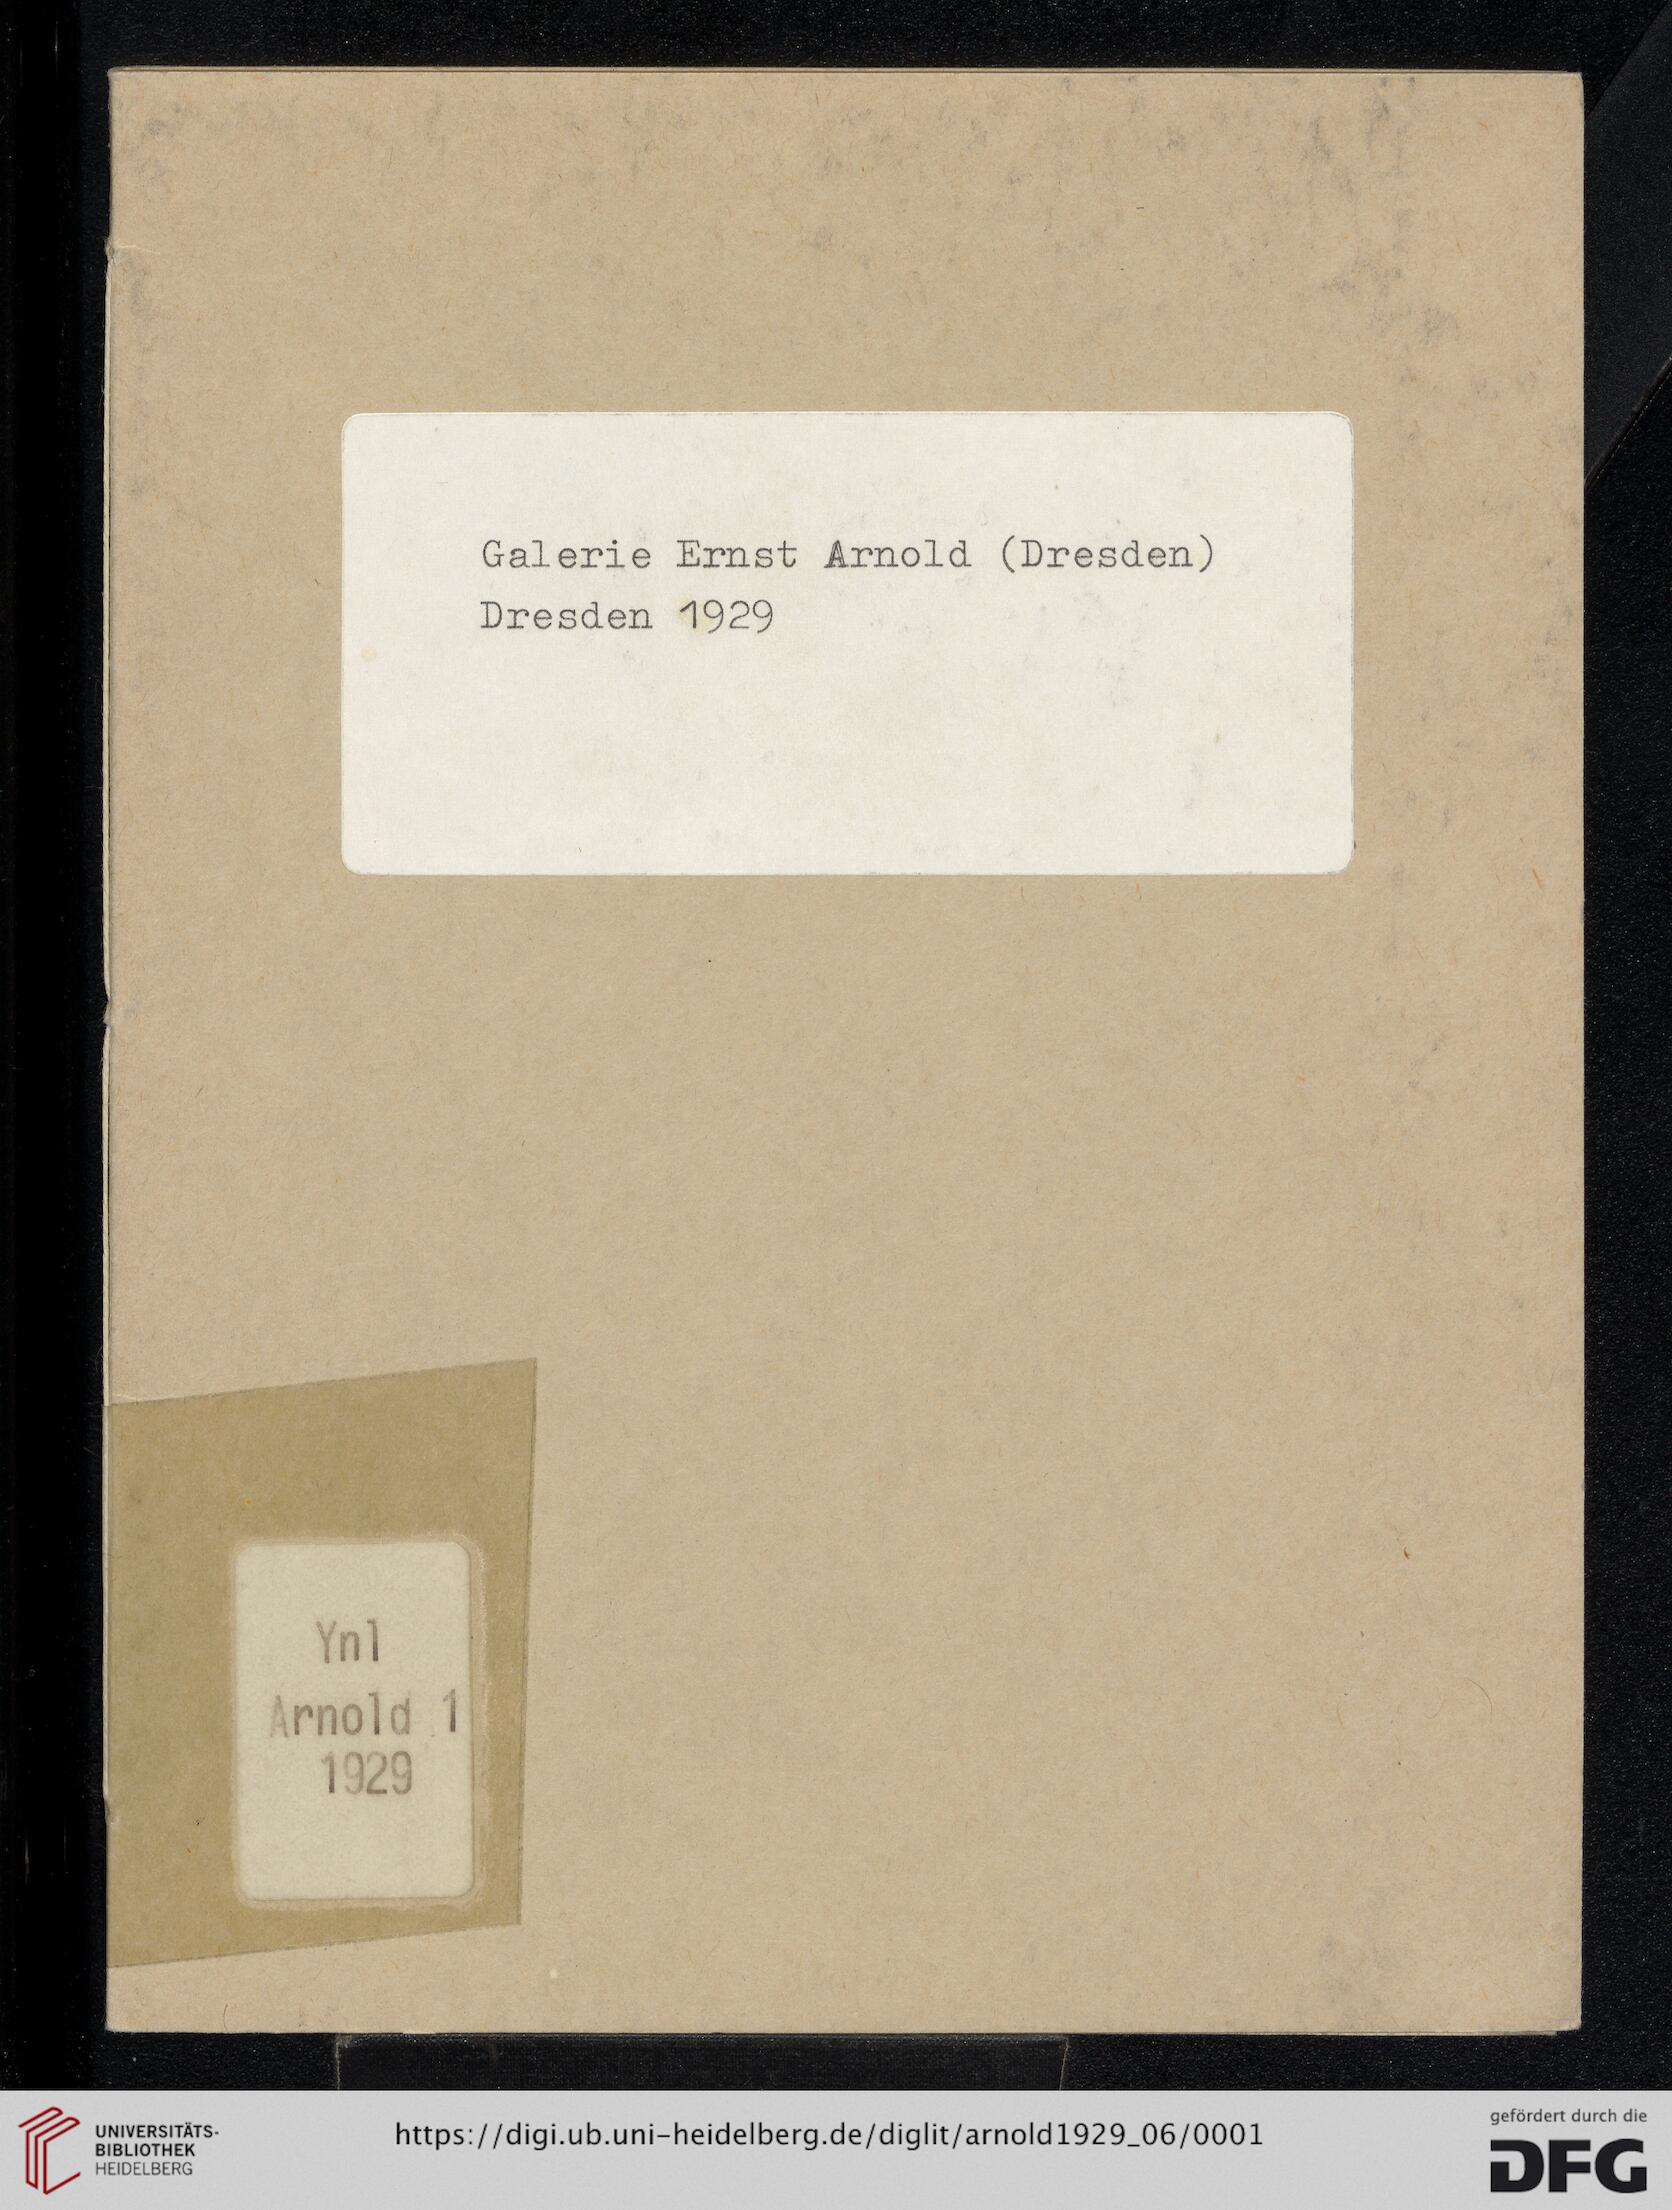 Galerie Ernst Arnold (Dresden)
Dresden 1929
Ynl
Arnold 1
1929
UNIVERSITÄTS-
BIBLIOTHEK
HEIDELBERG
https://digi.ub.uni-heidelberg.de/diglit/arnold1929_06/0001
gefördert durch die
DFG